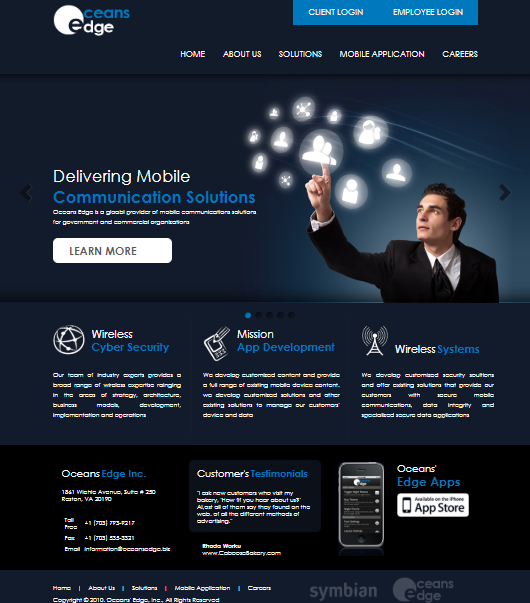 Oceans
edge
CLIENT LOGIN EMPLOYEE LOGIN
HOME ABOUT US SOLUTIONS MOBILE APPLICATION CAREERS
Delivering Mobile
Communication Solutions
Oceans Edge is a gloabl provider of mobile communications solutions
for government and commercial organizations
LEARN MORE
Wireless
Cyber Security
Our team of industry experts provides a
broad range of wireless expertise rainging
in the areas of strategy, architecture,
business models, development,
implementation and operations
Mission
App Development
We develop customized content and provide
a full range of existing mobile device content.
we develop customized solutions and other
existing solutions to manage our customers'
device and data
Wireless Systems
We develop customized security soultions
and offer existing solutions that provide our
customers with secure mobile
communications, data integrity and
specialized secure data applications
Oceans Edge Inc.
1861 Wiehle Avenue, Suite # 250
Reston, VA 20190
Toll
Free +1 (703) 793-9217
Fax +1 (703) 535-3321
Email information@oceansedge.biz
Customer's Testimonials
"I ask new customers who visit my
bakery, "How tf you hear about us?"
ALost all of them say they found on the
web. of all the different methods of
advertising."
Rhoda Worku
www.CaboosaBakery.com
Oceans'
Edge Apps
Available on the iPhone
App Store
Home | About Us | Solutions | Mobile Application | Careers
Copyright © 2010. Oceans' Edge, Inc., All Rights Reserved
symbian
Oceans
edge